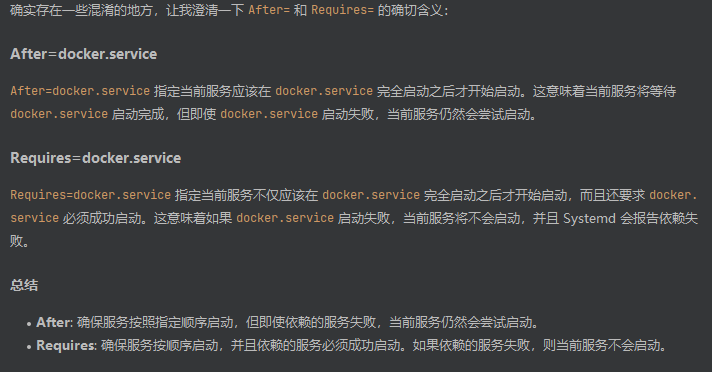 确实存在一些混淆的地方，让我澄清一下 After= 和 Requires= 的确切含义：
After=docker.service
After=docker.service 指定当前服务应该在 docker.service 完全启动之后才开始启动。这意味着当前服务将等待
docker.service 启动完成，但即使 docker.service 启动失败，当前服务仍然会尝试启动。
Requires=docker.service
Requires=docker.service 指定当前服务不仅应该在 docker.service 完全启动之后才开始启动，而且还要求 docker.
service 必须成功启动。这意味着如果 docker.service 启动失败，当前服务将不会启动，并且 Systemd 会报告依赖失
败。
总结
• After: 确保服务按照指定顺序启动，但即使依赖的服务失败，当前服务仍然会尝试启动。
• Requires: 确保服务按顺序启动，并且依赖的服务必须成功启动。如果依赖的服务失败，则当前服务不会启动。